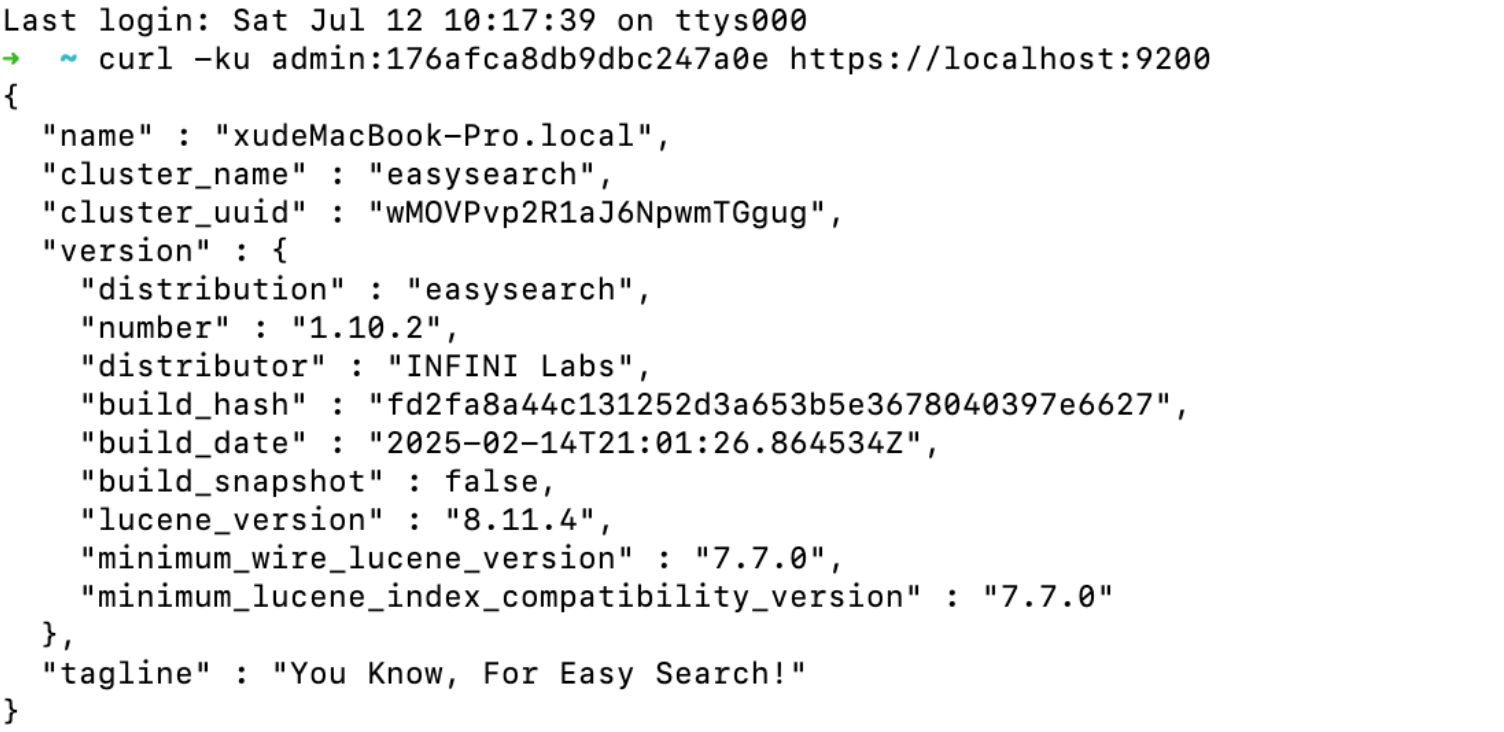 Last login: Sat Jul 12 10:17:39 on ttys000
→ ~ curl -ku admin:176afca8db9dbc247a0e https://localhost:9200
{
  "name" : "xudeMacBook-Pro.local",
  "cluster_name" : "easysearch",
  "cluster_uuid" : "wMOVPvp2R1aJ6NpwmTGgug",
  "version" : {
    "distribution" : "easysearch",
    "number" : "1.10.2",
    "distributor" : "INFINI Labs",
    "build_hash" : "fd2fa8a44c131252d3a653b5e3678040397e6627",
    "build_date" : "2025-02-14T21:01:26.864534Z",
    "build_snapshot" : false,
    "lucene_version" : "8.11.4",
    "minimum_wire_lucene_version" : "7.7.0",
    "minimum_lucene_index_compatibility_version" : "7.7.0"
  },
  "tagline" : "You Know, For Easy Search!"
}